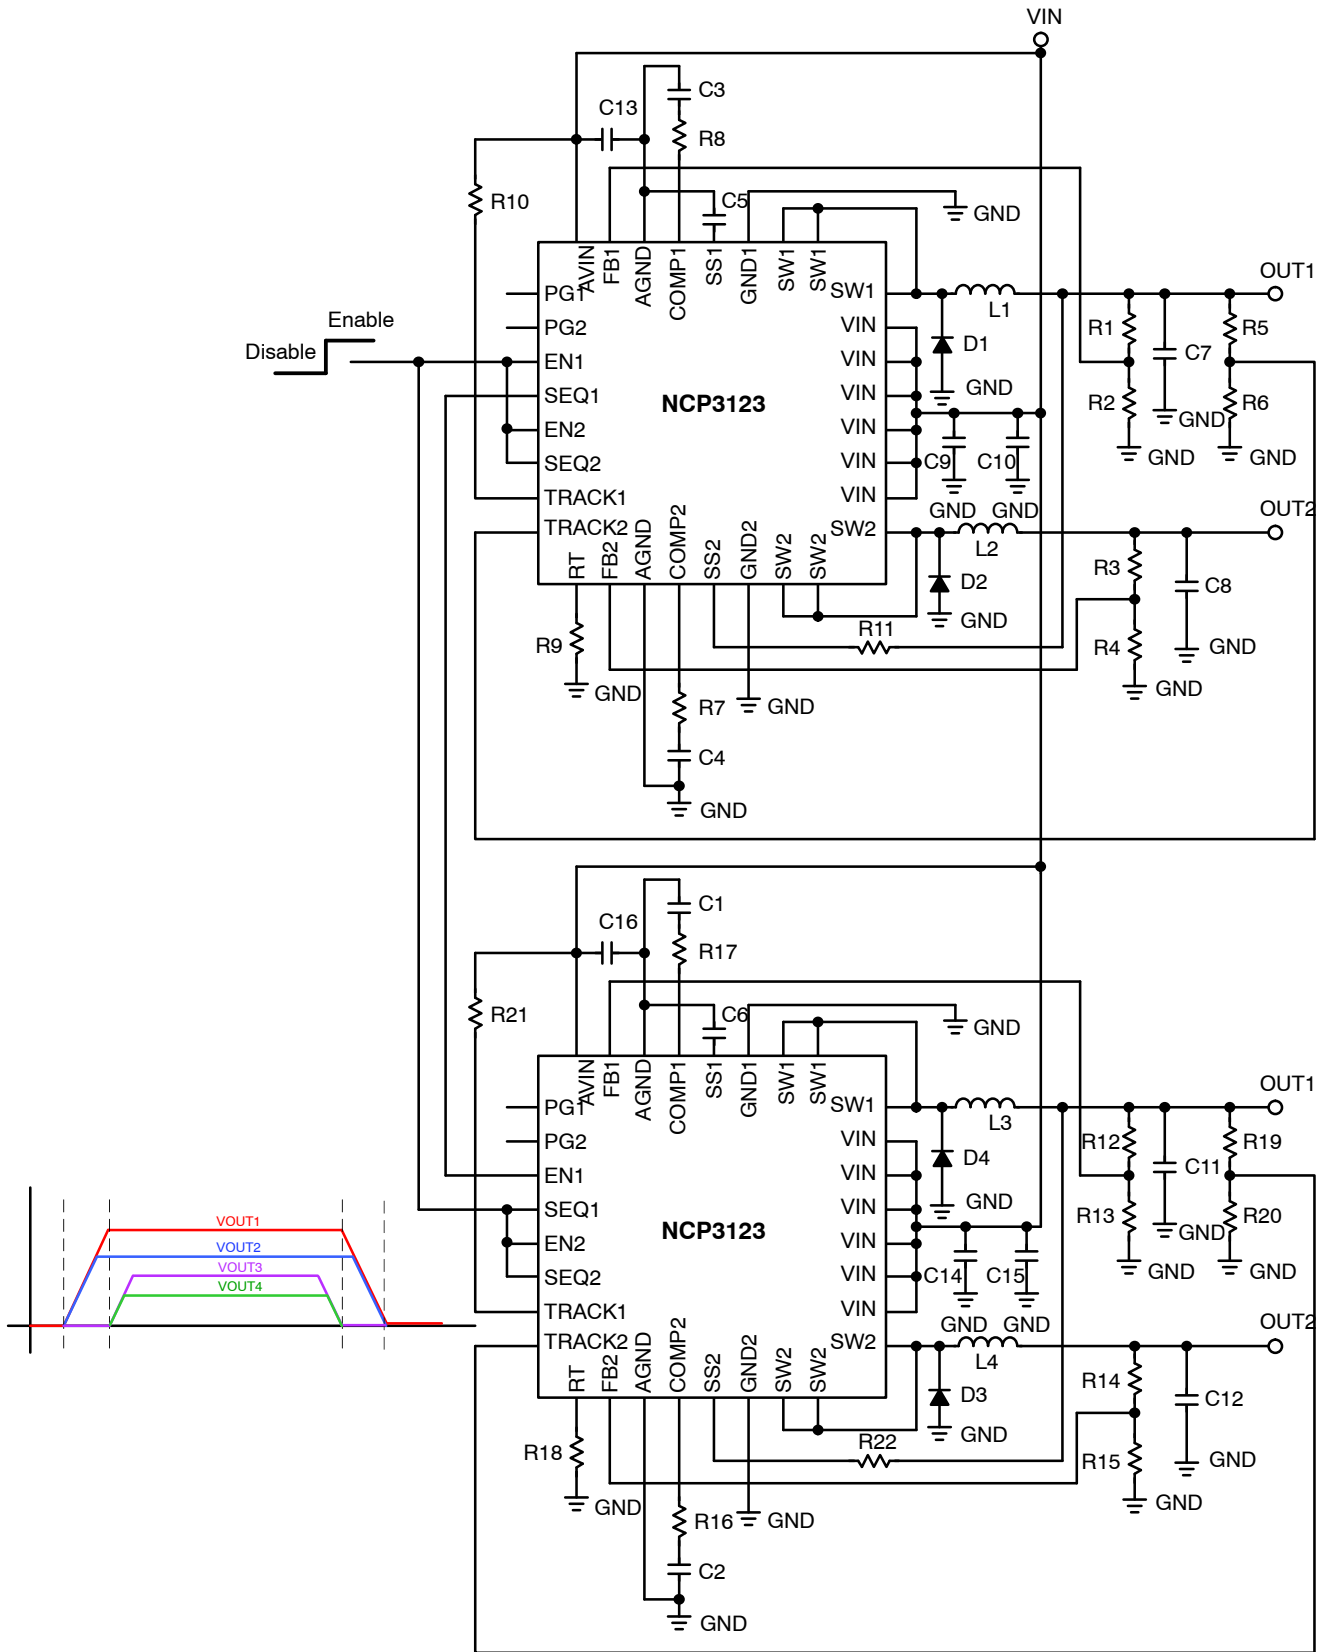 VIN
C3
C13
R8
R10
C5
GND
AVIN
FB1
AGND
COMP1
SS1
GND1
SW1
SW1
OUT1
PG1
SW1
L1
Enable
Disable
PG2
VIN
R1
C7
R5
EN1
VIN
D1
GND
SEQ1
NCP3123
VIN
R2
GND
R6
EN2
VIN
C9
C10
GND
GND
SEQ2
VIN
TRACK1
VIN
GND
GND
OUT2
TRACK2
SW2
L2
RT
FB2
AGND
COMP2
SS2
GND2
SW2
SW2
D2
R3
C8
GND
R9
R11
R4
GND
GND
R7
GND
GND
C4
GND
C1
C16
R17
R21
C6
GND
AVIN
FB1
AGND
COMP1
SS1
GND1
SW1
SW1
OUT1
PG1
SW1
L3
PG2
VIN
R12
C11
R19
EN1
VIN
D4
GND
SEQ1
NCP3123
VIN
R13
GND
R20
EN2
VIN
C14
C15
GND
GND
SEQ2
VIN
TRACK1
VIN
GND
GND
OUT2
VOUT1
VOUT2
VOUT3
VOUT4
TRACK2
SW2
L4
RT
FB2
AGND
COMP2
SS2
GND2
SW2
SW2
D3
R14
C12
GND
R18
R22
R15
GND
GND
R16
GND
GND
C2
GND